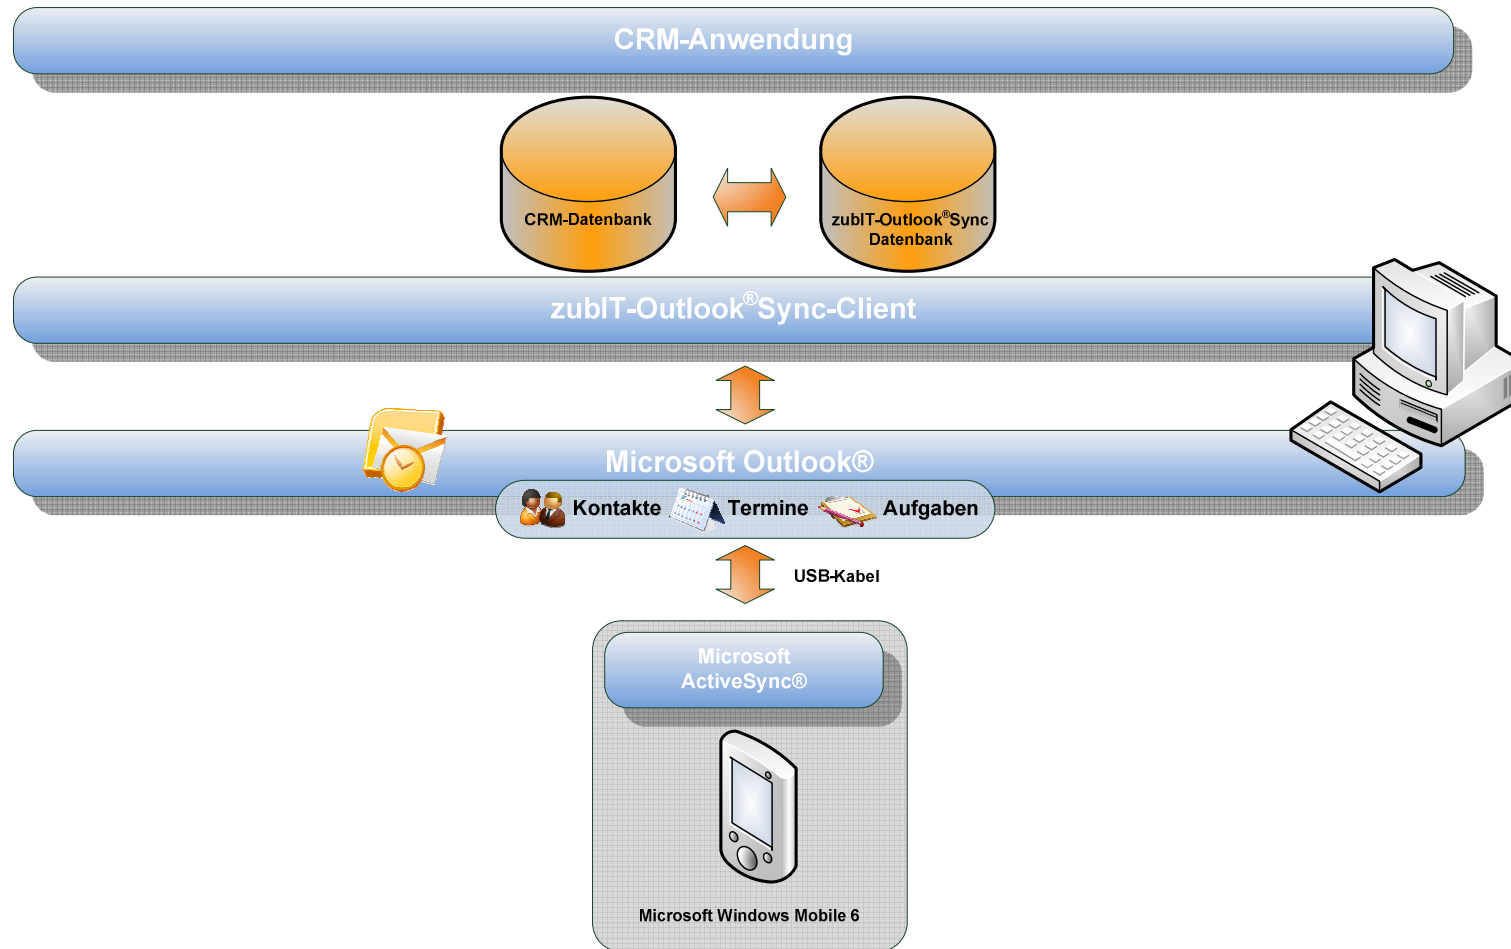 CRM-Anwendung
CRM-Datenbank
zubIT-Outlook®Sync
Datenbank
zubIT-Outlook®Sync-Client
Microsoft Outlook®
Kontakte
Termine
Aufgaben
USB-Kabel
Microsoft
ActiveSync®
Microsoft Windows Mobile 6